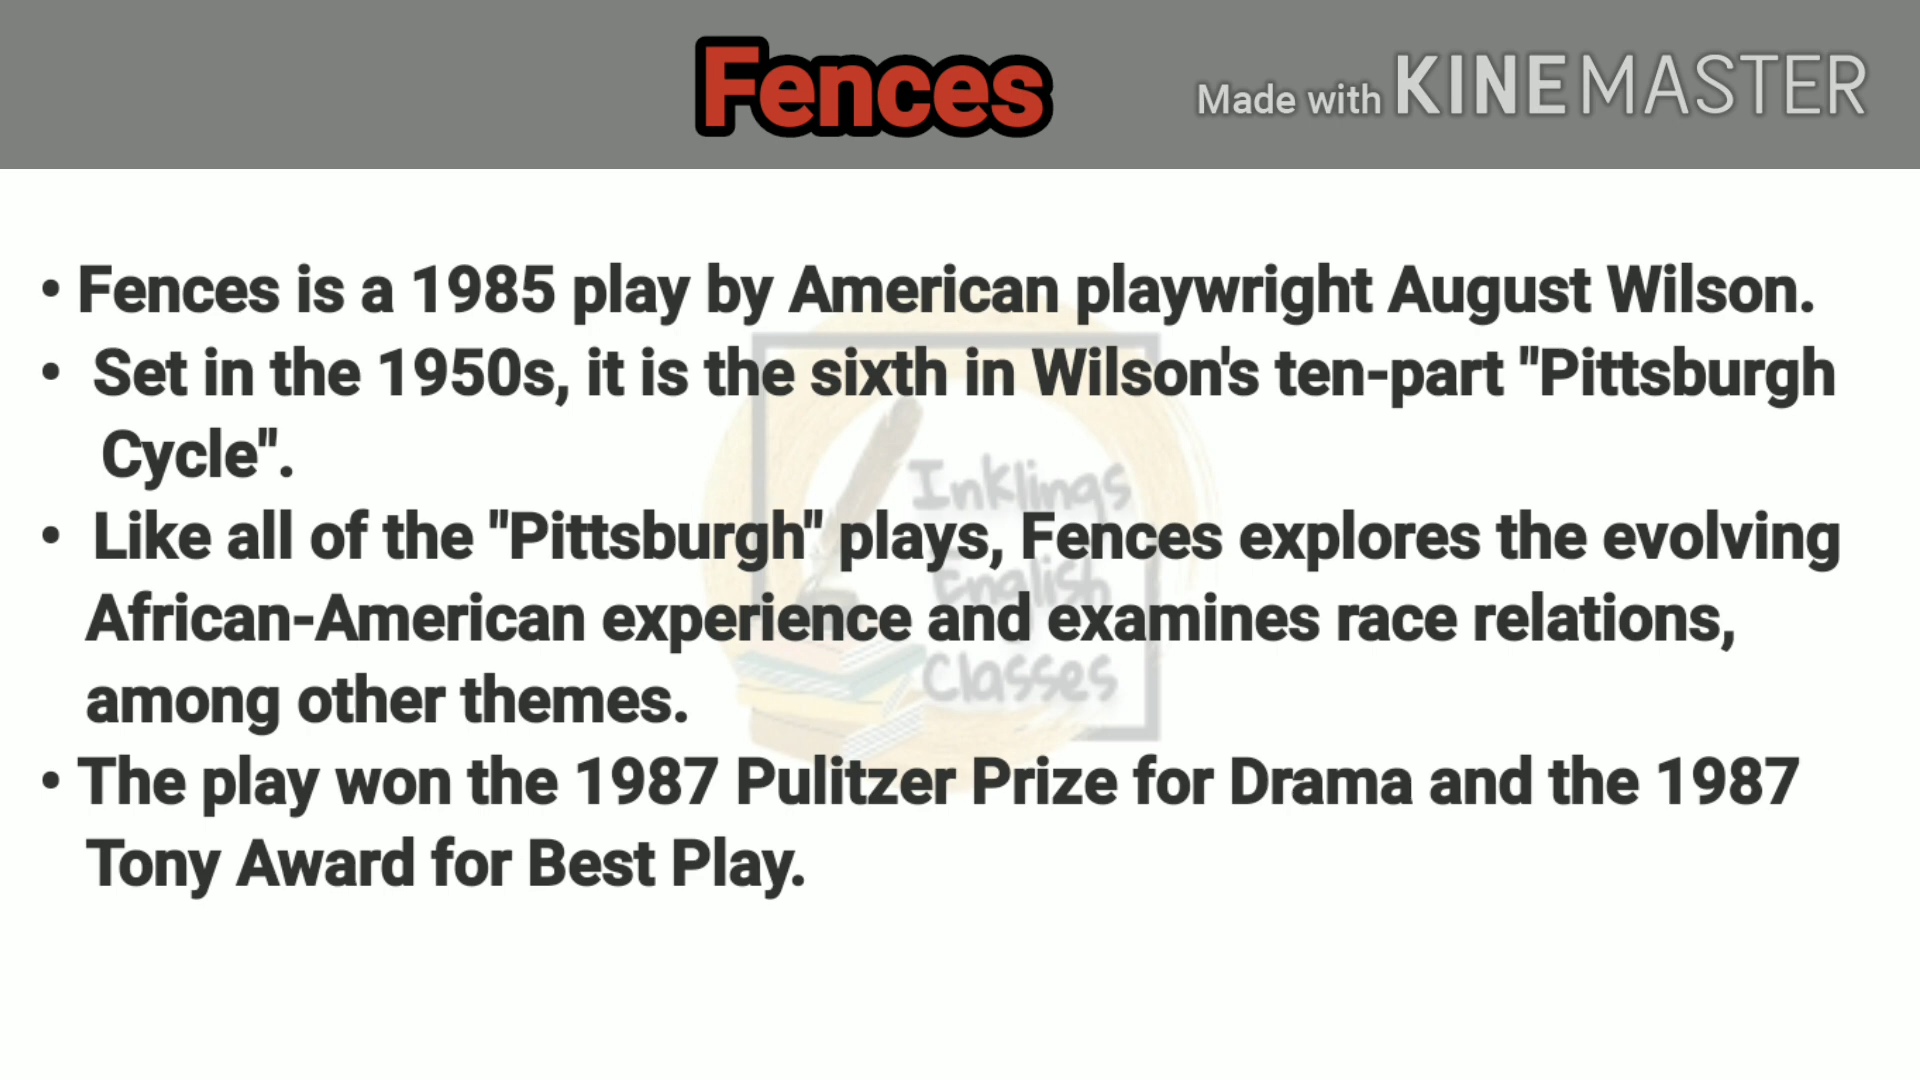 Fences
Made with KINEMASTER
• Fences is a 1985 play by American playwright August Wilson.
• Set in the 1950s, it is the sixth in Wilson's ten-part "Pittsburgh
Cycle".
• Like all of the "Pittsburgh" plays, Fences explores the evolving
African-American experience and examines race relations,
among other themes.
• The play won the 1987 Pulitzer Prize for Drama and the 1987
Tony Award for Best Play.
Inklings
English
Classes